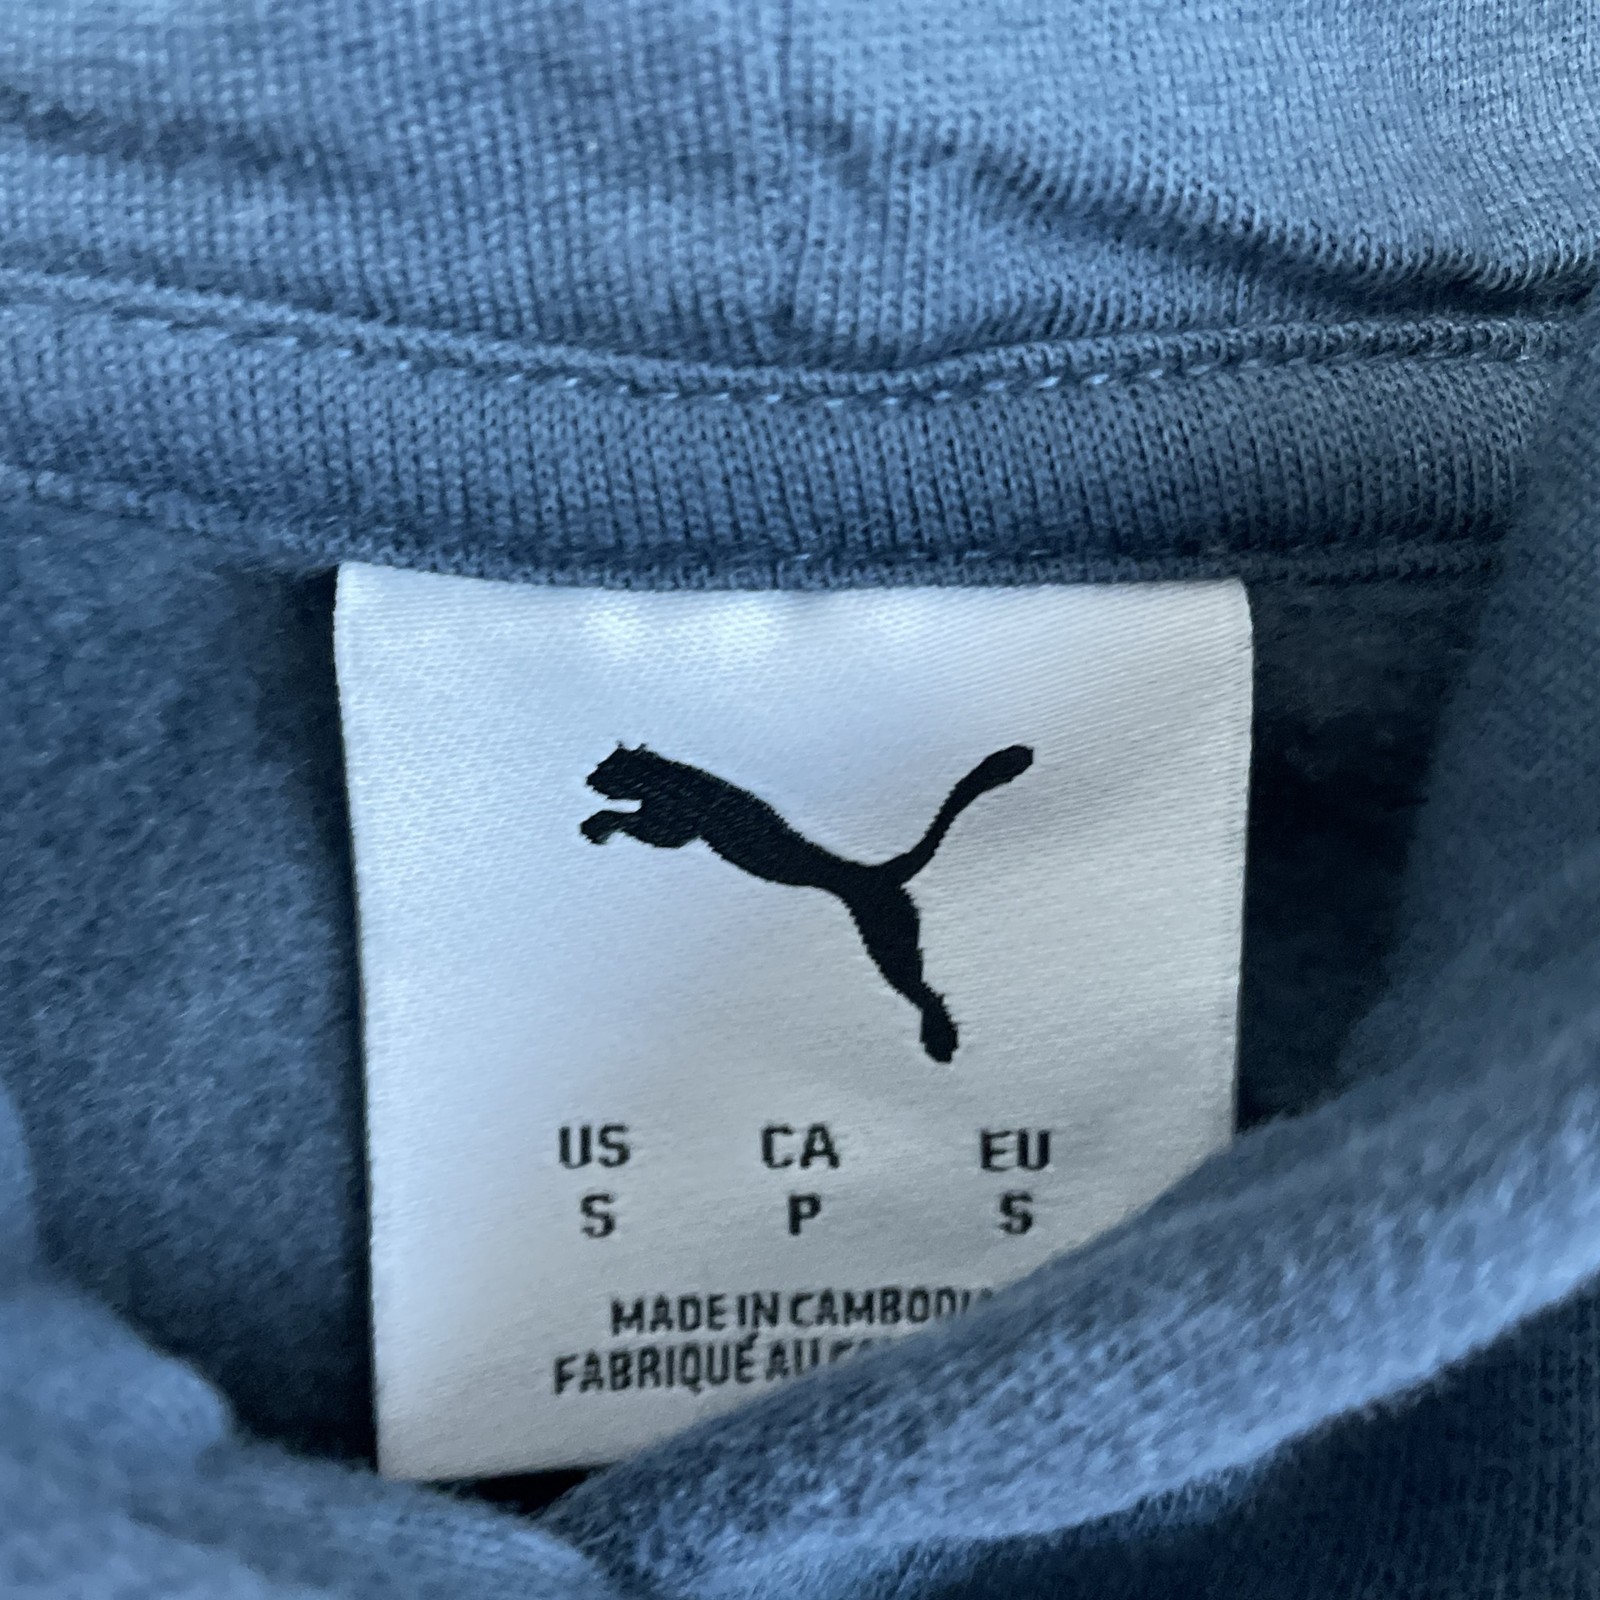 US CA EU
S P S
MADE IN CAMBODIA
FABRIQUÉ AU